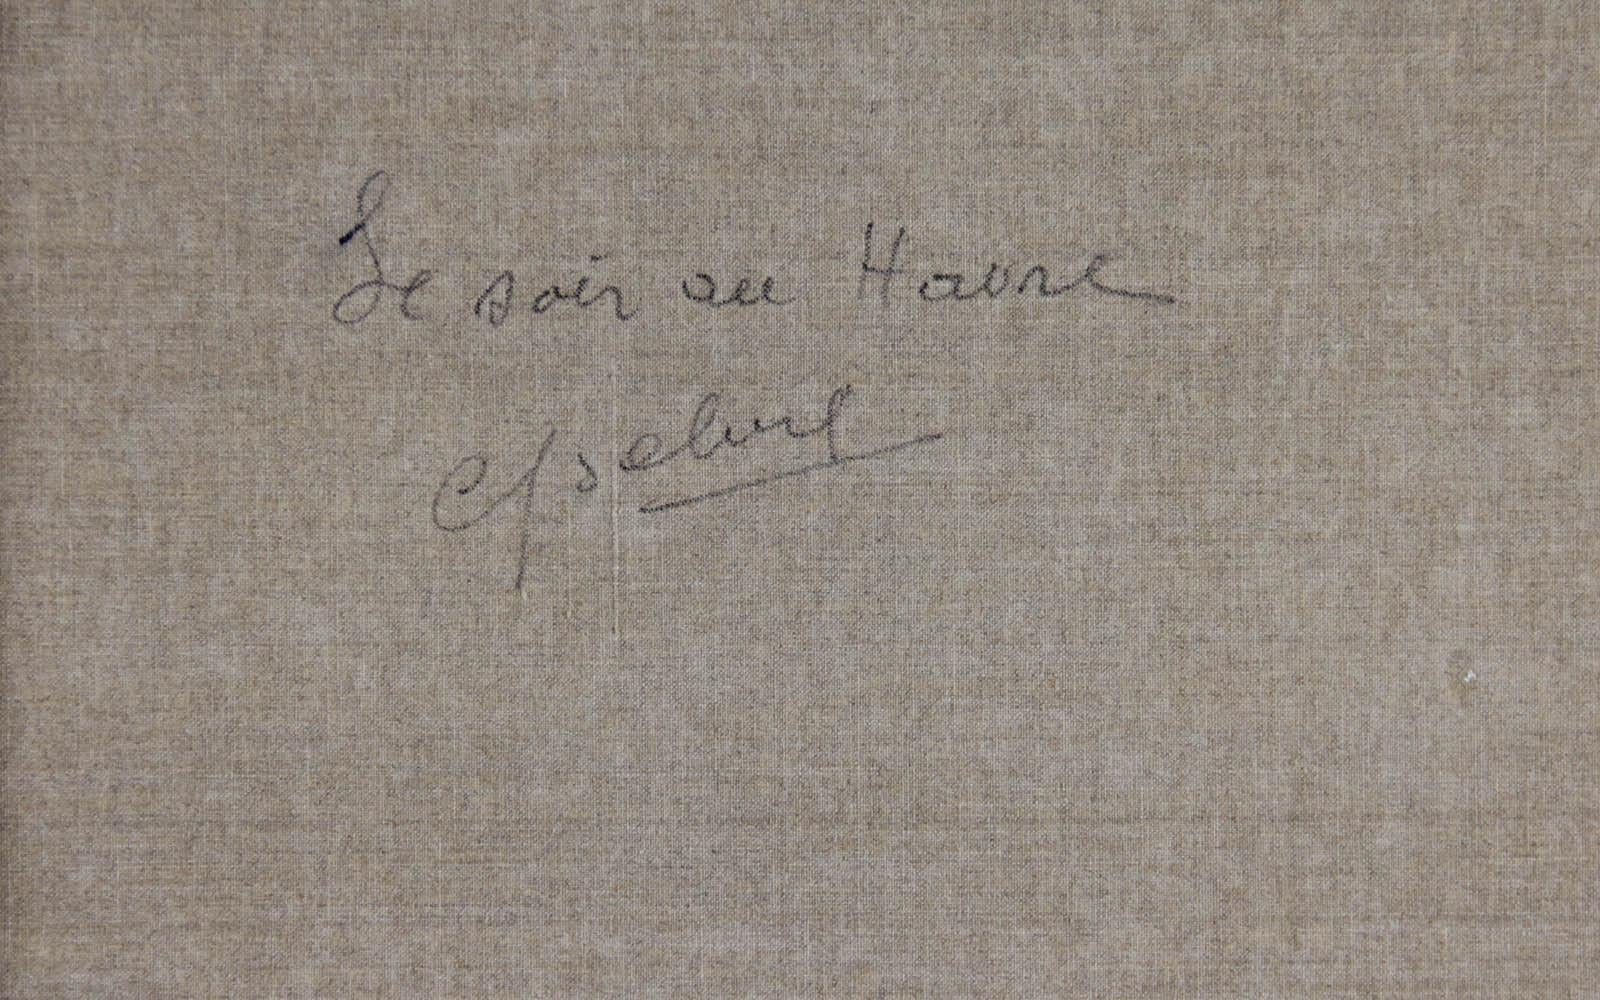 Le soir au Havre